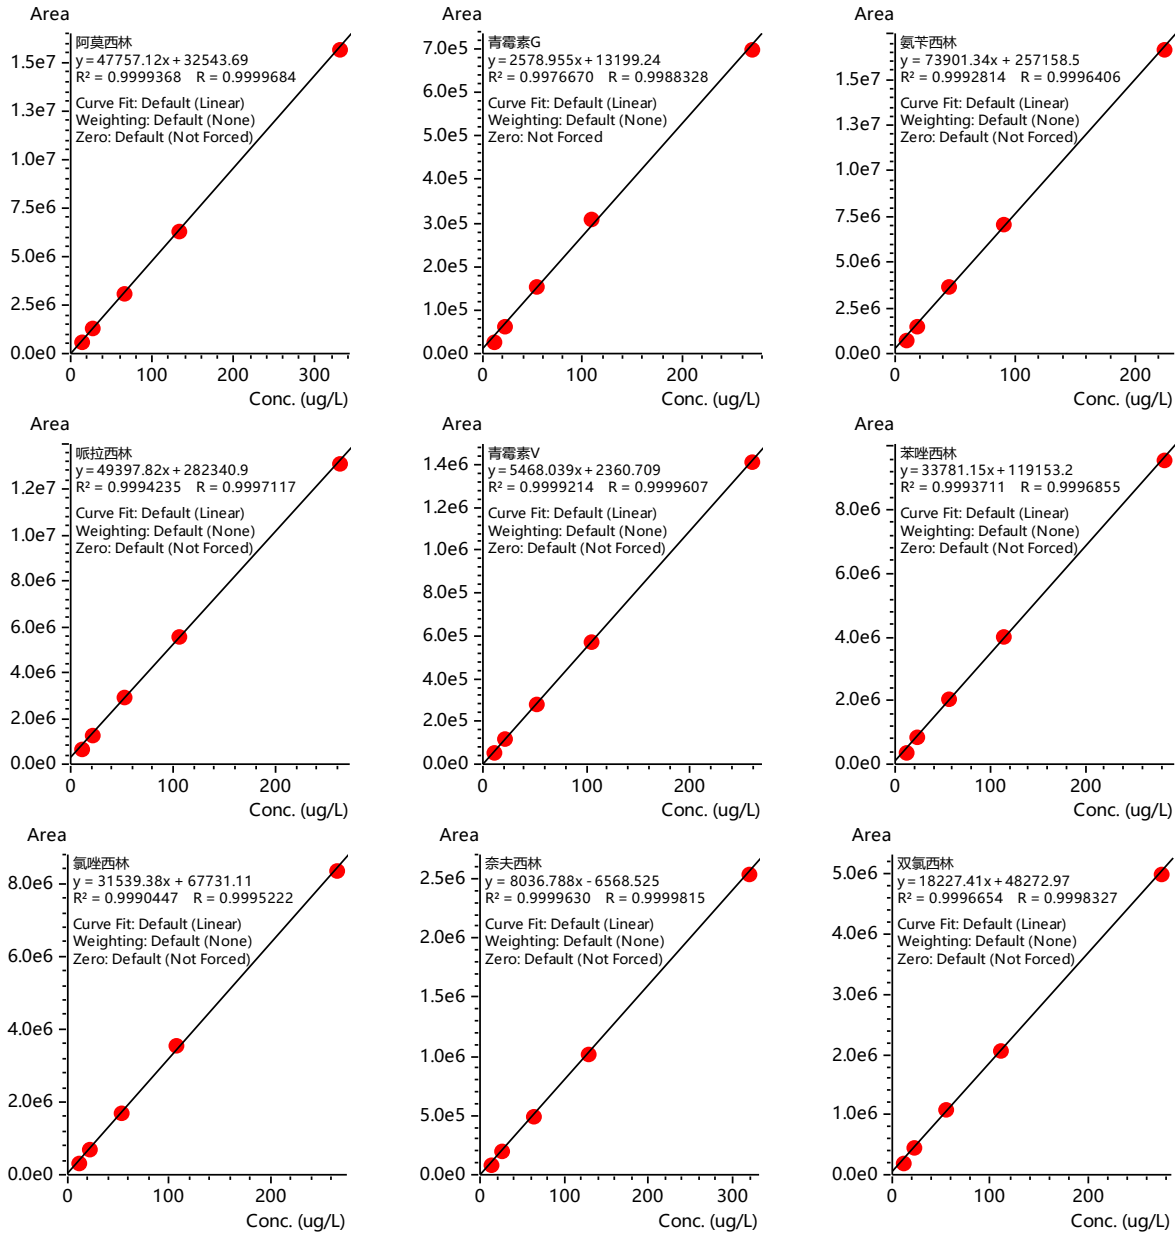 Area
阿莫西林
y = 47757.12x + 32543.69
R² = 0.9999368 R = 0.9999684
Curve Fit: Default (Linear)
Weighting: Default (None)
Zero: Default (Not Forced)
1.5e7
1.3e7
1.0e7
7.5e6
5.0e6
2.5e6
0.0e0
0 100 200 300
Conc. (ug/L)
Area
青霉素G
y = 2578.955x + 13199.24
R² = 0.9976670 R = 0.9988328
Curve Fit: Default (Linear)
Weighting: Default (None)
Zero: Not Forced
7.0e5
6.0e5
5.0e5
4.0e5
3.0e5
2.0e5
1.0e5
0.0e0
0 100 200
Conc. (ug/L)
Area
氨苄西林
y = 73901.34x + 257158.5
R² = 0.9992814 R = 0.9996406
Curve Fit: Default (Linear)
Weighting: Default (None)
Zero: Default (Not Forced)
1.5e7
1.3e7
1.0e7
7.5e6
5.0e6
2.5e6
0.0e0
0 100 200
Conc. (ug/L)
Area
哌拉西林
y = 49397.82x + 282340.9
R² = 0.9994235 R = 0.9997117
Curve Fit: Default (Linear)
Weighting: Default (None)
Zero: Default (Not Forced)
1.2e7
1.0e7
8.0e6
6.0e6
4.0e6
2.0e6
0.0e0
0 100 200
Conc. (ug/L)
Area
青霉素V
y = 5468.039x + 2360.709
R² = 0.9999214 R = 0.9999607
Curve Fit: Default (Linear)
Weighting: Default (None)
Zero: Default (Not Forced)
1.4e6
1.2e6
1.0e6
8.0e5
6.0e5
4.0e5
2.0e5
0.0e0
0 100 200
Conc. (ug/L)
Area
苯唑西林
y = 33781.15x + 119153.2
R² = 0.9993711 R = 0.9996855
Curve Fit: Default (Linear)
Weighting: Default (None)
Zero: Default (Not Forced)
8.0e6
6.0e6
4.0e6
2.0e6
0.0e0
0 100 200
Conc. (ug/L)
Area
氯唑西林
y = 31539.38x + 67731.11
R² = 0.9990447 R = 0.9995222
Curve Fit: Default (Linear)
Weighting: Default (None)
Zero: Default (Not Forced)
8.0e6
6.0e6
4.0e6
2.0e6
0.0e0
0 100 200
Conc. (ug/L)
Area
奈夫西林
y = 8036.788x - 6568.525
R² = 0.9999630 R = 0.9999815
Curve Fit: Default (Linear)
Weighting: Default (None)
Zero: Default (Not Forced)
2.5e6
2.0e6
1.5e6
1.0e6
5.0e5
0.0e0
0 100 200 300
Conc. (ug/L)
Area
双氯西林
y = 18227.41x + 48272.97
R² = 0.9996654 R = 0.9998327
Curve Fit: Default (Linear)
Weighting: Default (None)
Zero: Default (Not Forced)
5.0e6
4.0e6
3.0e6
2.0e6
1.0e6
0.0e0
0 100 200
Conc. (ug/L)